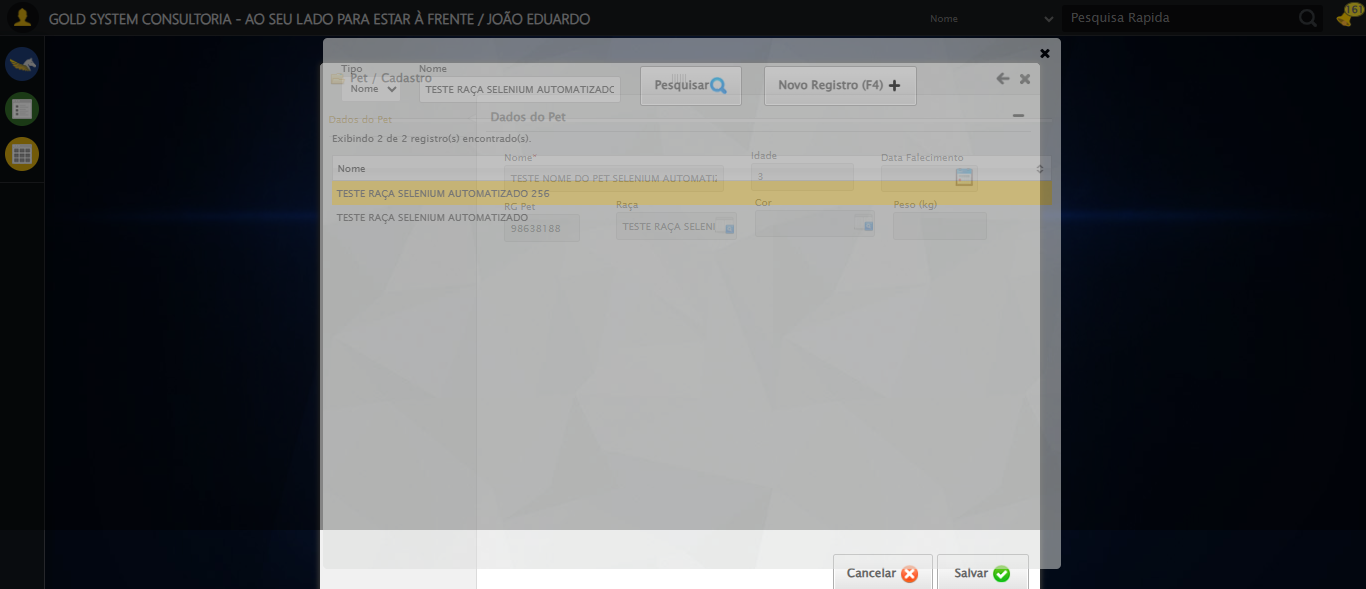 GOLD SYSTEM CONSULTORIA - AO SEU LADO PARA ESTAR À FRENTE / JOÃO EDUARDO
Nome
Pesquisa Rapida
161
Tipo
Nome
Pet / Cadastro
Nome
TESTE RAÇA SELENIUM AUTOMATIZADO
Pesquisar
Novo Registro (F4)
Dados do Pet
Dados do Pet
Exibindo 2 de 2 registro(s) encontrado(s).
Nome
Nome*
Idade
Data Falecimento
TESTE NOME DO PET SELENIUM AUTOMATIZ
3
TESTE RAÇA SELENIUM AUTOMATIZADO 256
RG Pet
Raça
Cor
Peso (kg)
TESTE RAÇA SELENIUM AUTOMATIZADO
98638188
TESTE RAÇA SELENI
Cancelar
Salvar